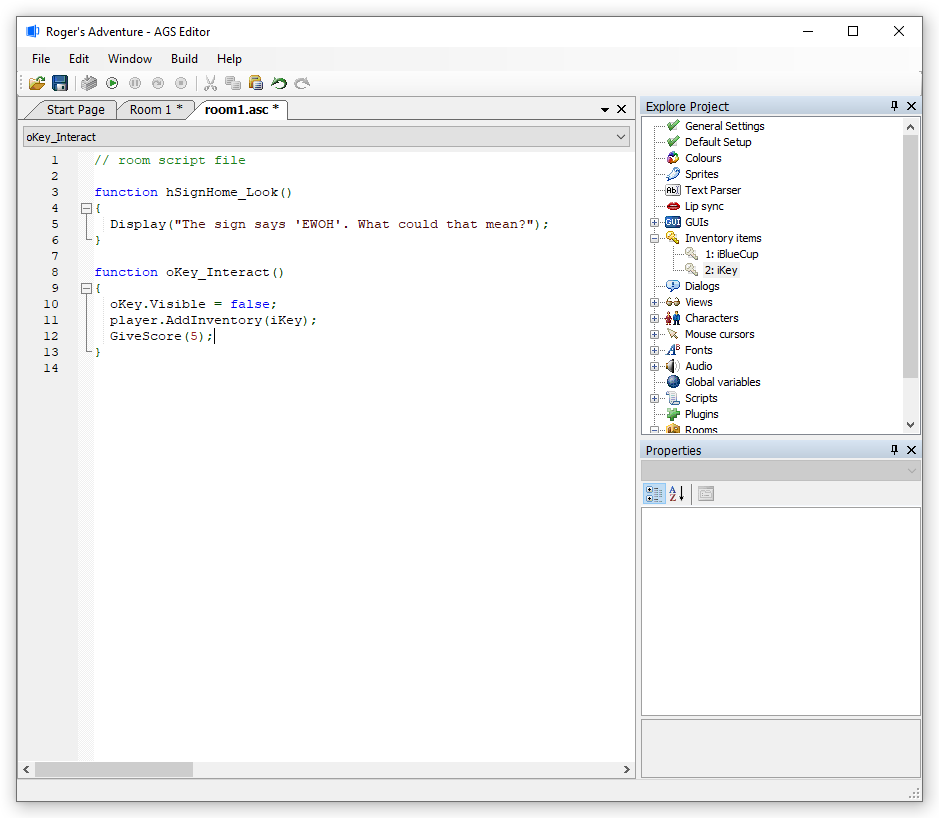 Roger's Adventure - AGS Editor
File Edit Window Build Help
Start Page Room 1 * room1.asc *
oKey_Interact
1 // room script file
2
3 function hSignHome_Look()
4 {
5 Display("The sign says 'EWOH'. What could that mean?");
6 }
7
8 function oKey_Interact()
9 {
10 oKey.Visible = false;
11 player.AddInventory(iKey);
12 GiveScore(5);
13 }
14
Explore Project
General Settings
Default Setup
Colours
Sprites
Ab Text Parser
Lip sync
GUI GUIs
Inventory items
1: iBlueCup
2: iKey
Dialogs
Views
Characters
Mouse cursors
Fonts
Audio
Global variables
Scripts
Plugins
Rooms
Properties
A Z